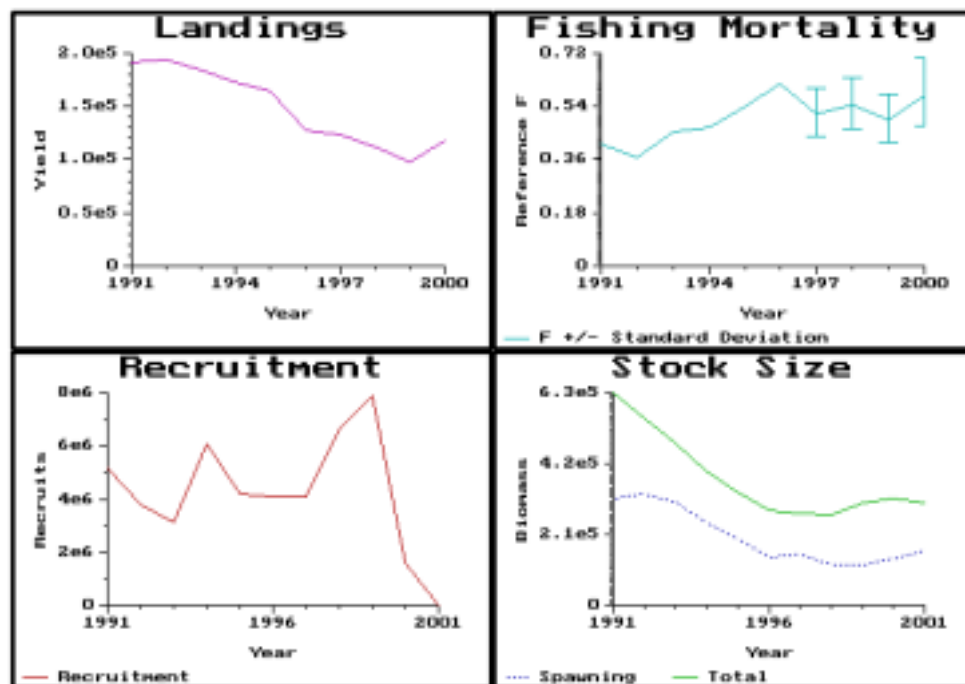 Landings
2.0e5
1.5e5
1.0e5
0.5e5
0
Yield
1991 1994 1997 2000
Year
Fishing Mortality
0.72
0.54
0.36
0.18
0
Reference F
1991 1994 1997 2000
Year
F +/- Standard Deviation
Recruitment
8e6
6e6
4e6
2e6
0
Recruits
1991 1996 2001
Year
Recruitment
Stock Size
6.3e5
4.2e5
2.1e5
0
Biomass
1991 1996 2001
Year
Spawning Total